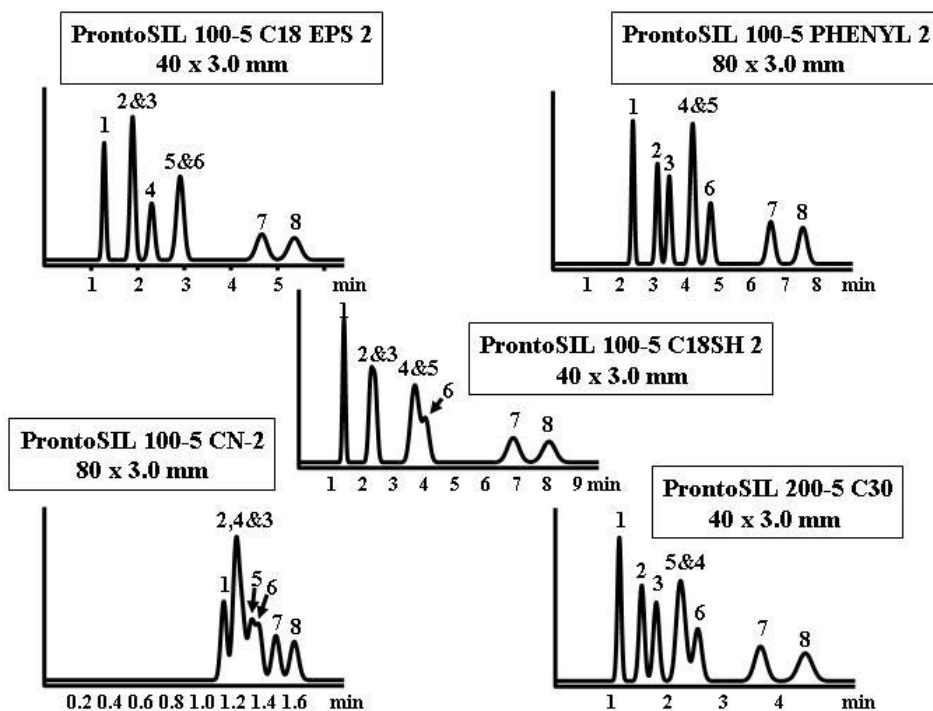 ProntoSIL 100-5 C18 EPS 2
40 x 3.0 mm
1
2&3
4
5&6
7
8
1 2 3 4 5 min
ProntoSIL 100-5 PHENYL 2
80 x 3.0 mm
1
2
3
4&5
6
7
8
1 2 3 4 5 6 7 8 min
ProntoSIL 100-5 C18SH 2
40 x 3.0 mm
1
2&3
4&5
6
7
8
1 2 3 4 5 6 7 8 9 min
ProntoSIL 100-5 CN-2
80 x 3.0 mm
1
2,4&3
5
6
7
8
0.2 0.4 0.6 0.8 1.0 1.2 1.4 1.6 min
ProntoSIL 200-5 C30
40 x 3.0 mm
1
2
3
5&4
6
7
8
1 2 3 4 min